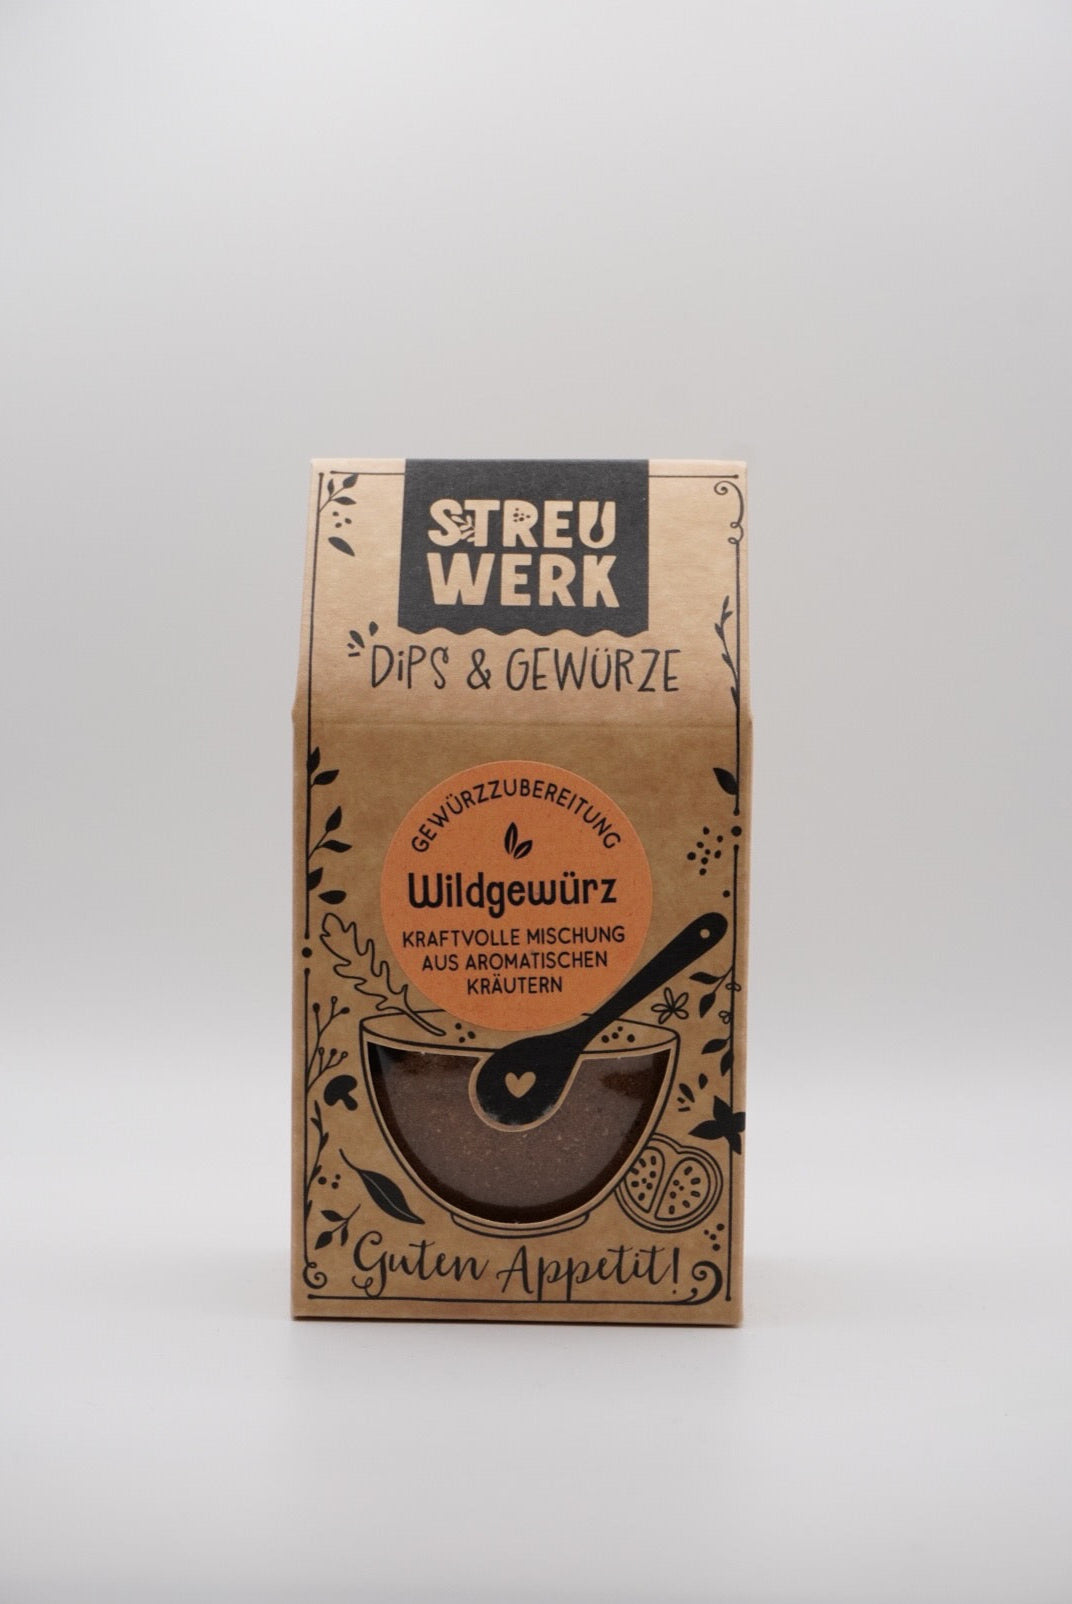 STREU
WERK
DiPS & GEWÜRZE
GEWÜRZZUBEREITUNG
Wildgewürz
KRAFTVOLLE MISCHUNG
AUS AROMATISCHEN
KRÄUTERN
Guten Appetit!